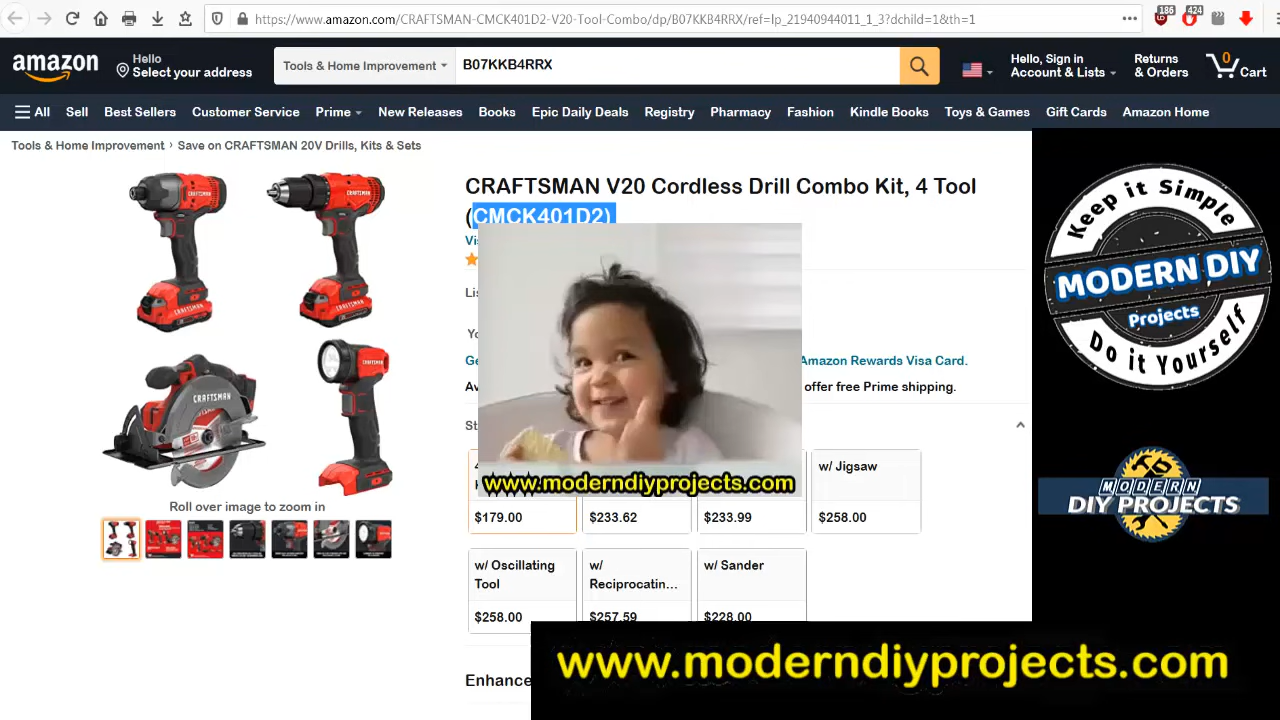 https://www.amazon.com/CRAFTSMAN-CMCK401D2-V20-Tool-Combo/dp/B07KKB4RRX/ref=lp_21940944011_1_3?dchild=1&th=1
186
424
amazon
Hello
Select your address
Tools & Home Improvement
B07KKB4RRX
Hello, Sign in
Account & Lists
Returns
& Orders
0
Cart
All
Sell
Best Sellers
Customer Service
Prime
New Releases
Books
Epic Daily Deals
Registry
Pharmacy
Fashion
Kindle Books
Toys & Games
Gift Cards
Amazon Home
Tools & Home Improvement › Save on CRAFTSMAN 20V Drills, Kits & Sets
CRAFTSMAN V20 Cordless Drill Combo Kit, 4 Tool
(CMCK401D2)
Amazon Rewards Visa Card.
offer free Prime shipping.
CRAFTSMAN
Roll over image to zoom in
www.moderndiyprojects.com
$179.00
$233.62
$233.99
w/ Jigsaw
$258.00
w/ Oscillating
Tool
$258.00
w/
Reciprocatin...
$257.59
w/ Sander
$228.00
Enhance
Keep it Simple
MODERN DIY
Projects
Do it Yourself
MODERN
DIY PROJECTS
www.moderndiyprojects.com